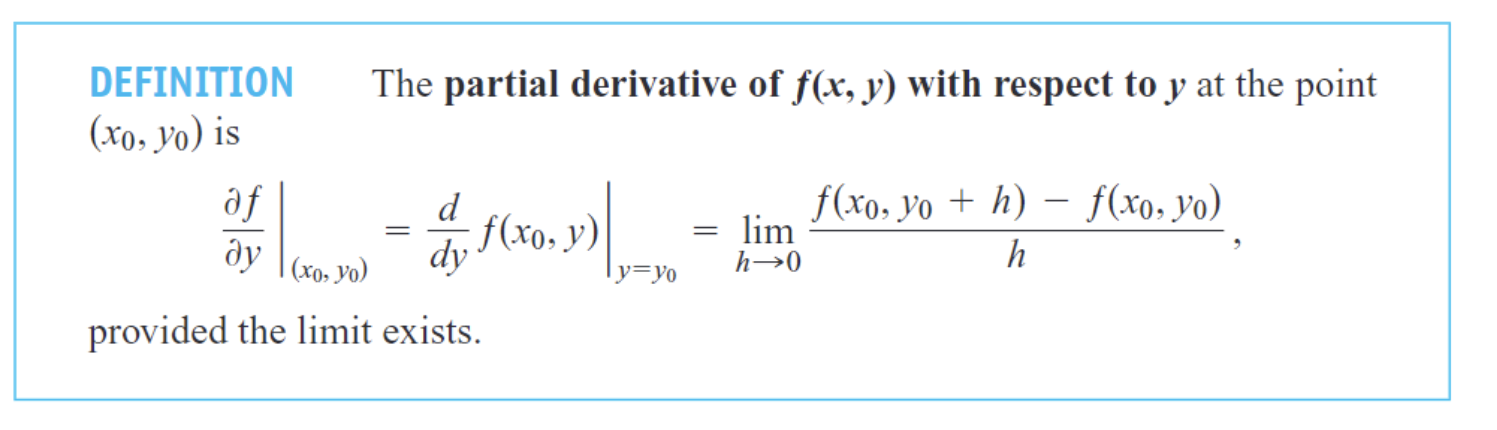 DEFINITION The partial derivative of f(x, y) with respect to y at the point
(x₀, y₀) is
∂f/∂y |(x₀, y₀) = d/dy f(x₀, y)|y=y₀ = lim h→0 f(x₀, y₀ + h) − f(x₀, y₀) / h ,
provided the limit exists.